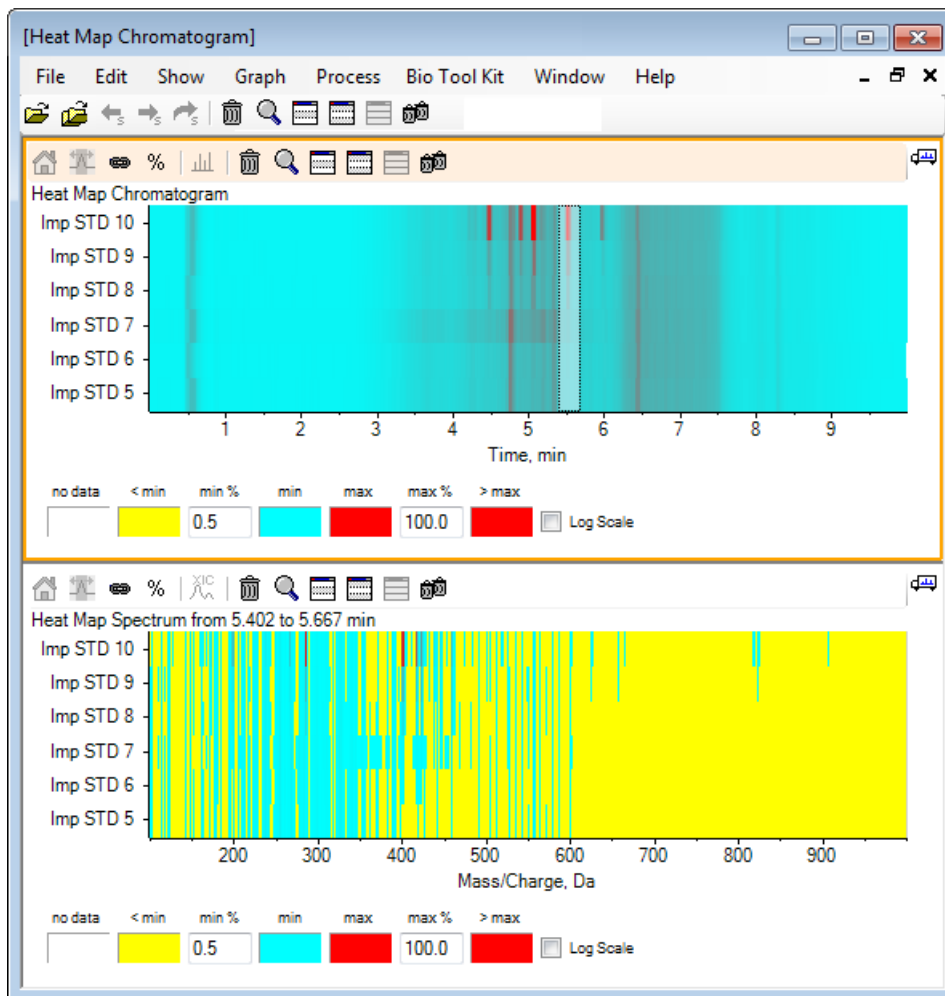 [Heat Map Chromatogram]
File Edit Show Graph Process Bio Tool Kit Window Help
%
Heat Map Chromatogram
Imp STD 10
Imp STD 9
Imp STD 8
Imp STD 7
Imp STD 6
Imp STD 5
1 2 3 4 5 6 7 8 9
Time, min
no data < min min % min max max % > max
0.5 100.0 Log Scale
XIC
%
Heat Map Spectrum from 5.402 to 5.667 min
Imp STD 10
Imp STD 9
Imp STD 8
Imp STD 7
Imp STD 6
Imp STD 5
200 300 400 500 600 700 800 900
Mass/Charge, Da
no data < min min % min max max % > max
0.5 100.0 Log Scale